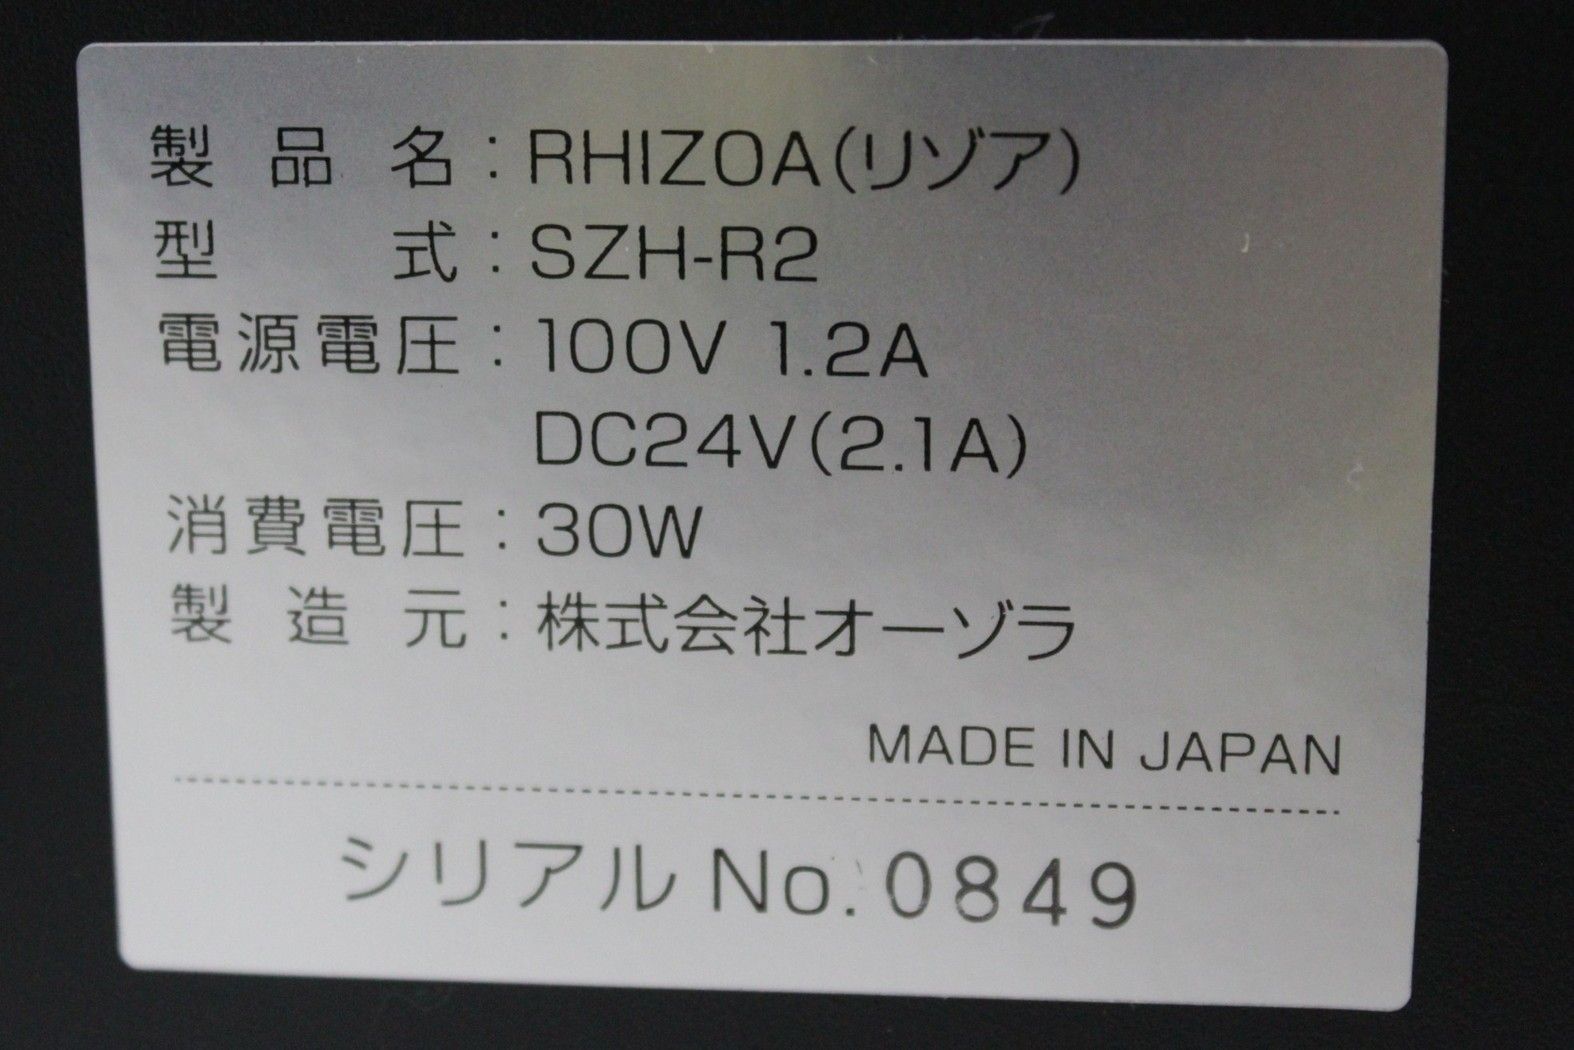 製品名：RHIZOA(リゾア)
型式：SZH-R2
電源電圧：100V 1.2A
DC24V(2.1A)
消費電圧：30W
製造元：株式会社オーゾラ
MADE IN JAPAN
シリアルNo.0849